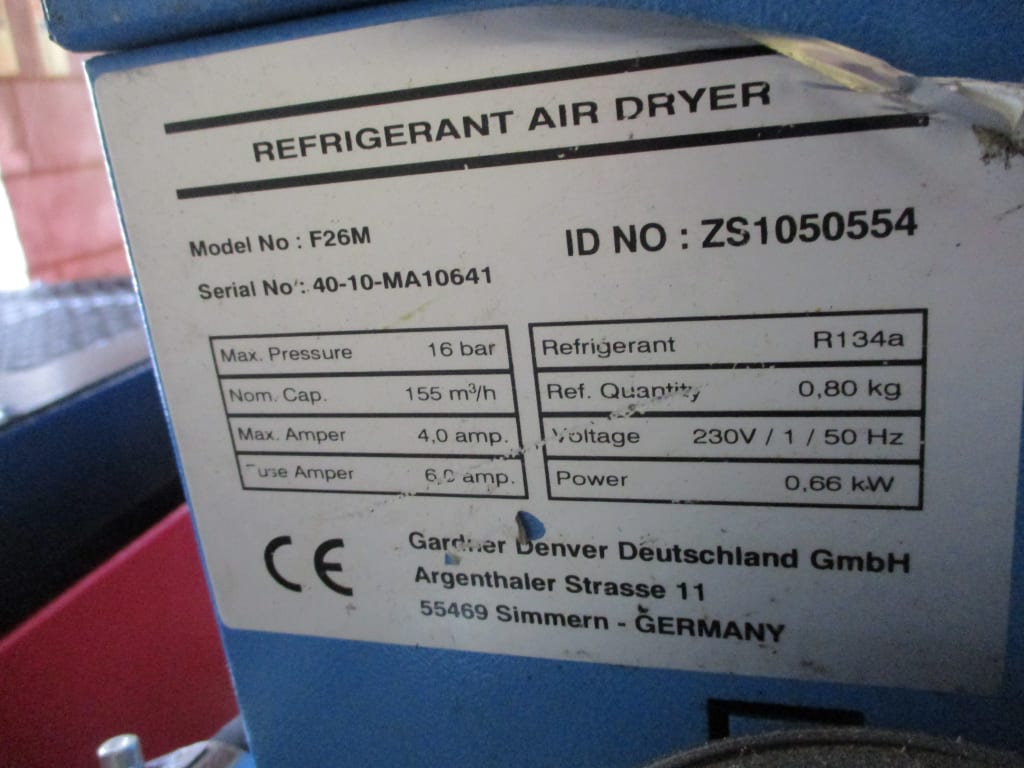 REFRIGERANT AIR DRYER
Model No : F26M
Serial No : 40-10-MA10641
ID NO : ZS1050554
Max. Pressure 16 bar
Nom. Cap. 155 m³/h
Max. Amper 4,0 amp.
Fuse Amper 6,0 amp.
Refrigerant R134a
Ref. Quantity 0,80 kg
Voltage 230V / 1 / 50 Hz
Power 0,66 kW
CE
Gardner Denver Deutschland GmbH
Argenthaler Strasse 11
55469 Simmern - GERMANY